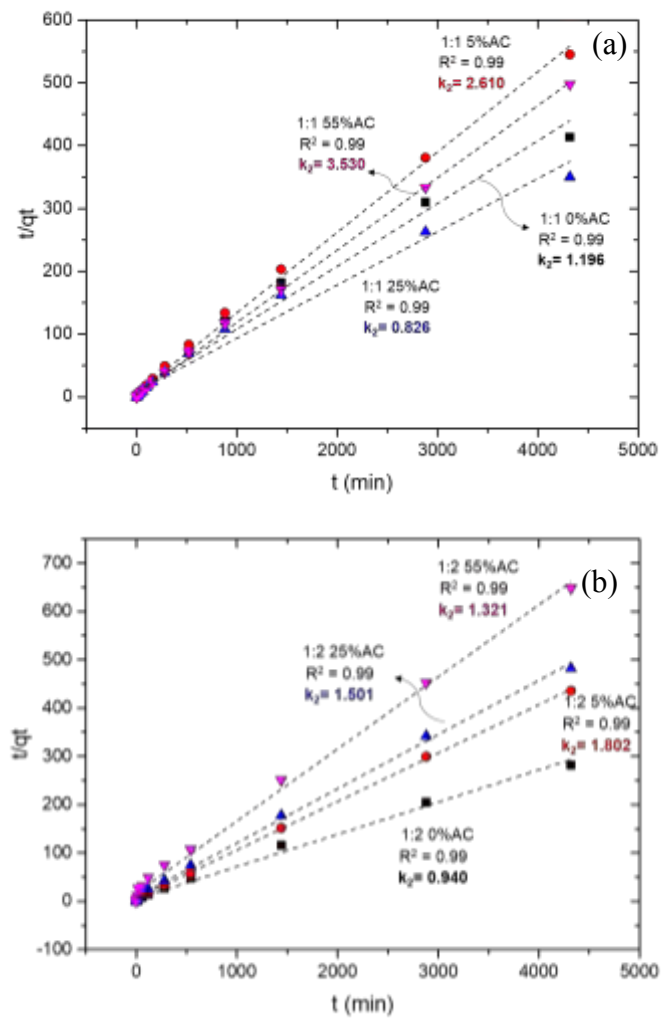 (a)
600
500
400
300
200
100
0
t/qt
1:1 5%AC
R² = 0.99
k₂= 2.610
1:1 55%AC
R² = 0.99
k₂= 3.530
1:1 0%AC
R² = 0.99
k₂= 1.196
1:1 25%AC
R² = 0.99
k₂= 0.826
0 1000 2000 3000 4000 5000
t (min)
(b)
700
600
500
400
300
200
100
0
-100
t/qt
1:2 55%AC
R² = 0.99
k₂= 1.321
1:2 25%AC
R² = 0.99
k₂= 1.501
1:2 5%AC
R² = 0.99
k₂= 1.802
1:2 0%AC
R² = 0.99
k₂= 0.940
0 1000 2000 3000 4000 5000
t (min)